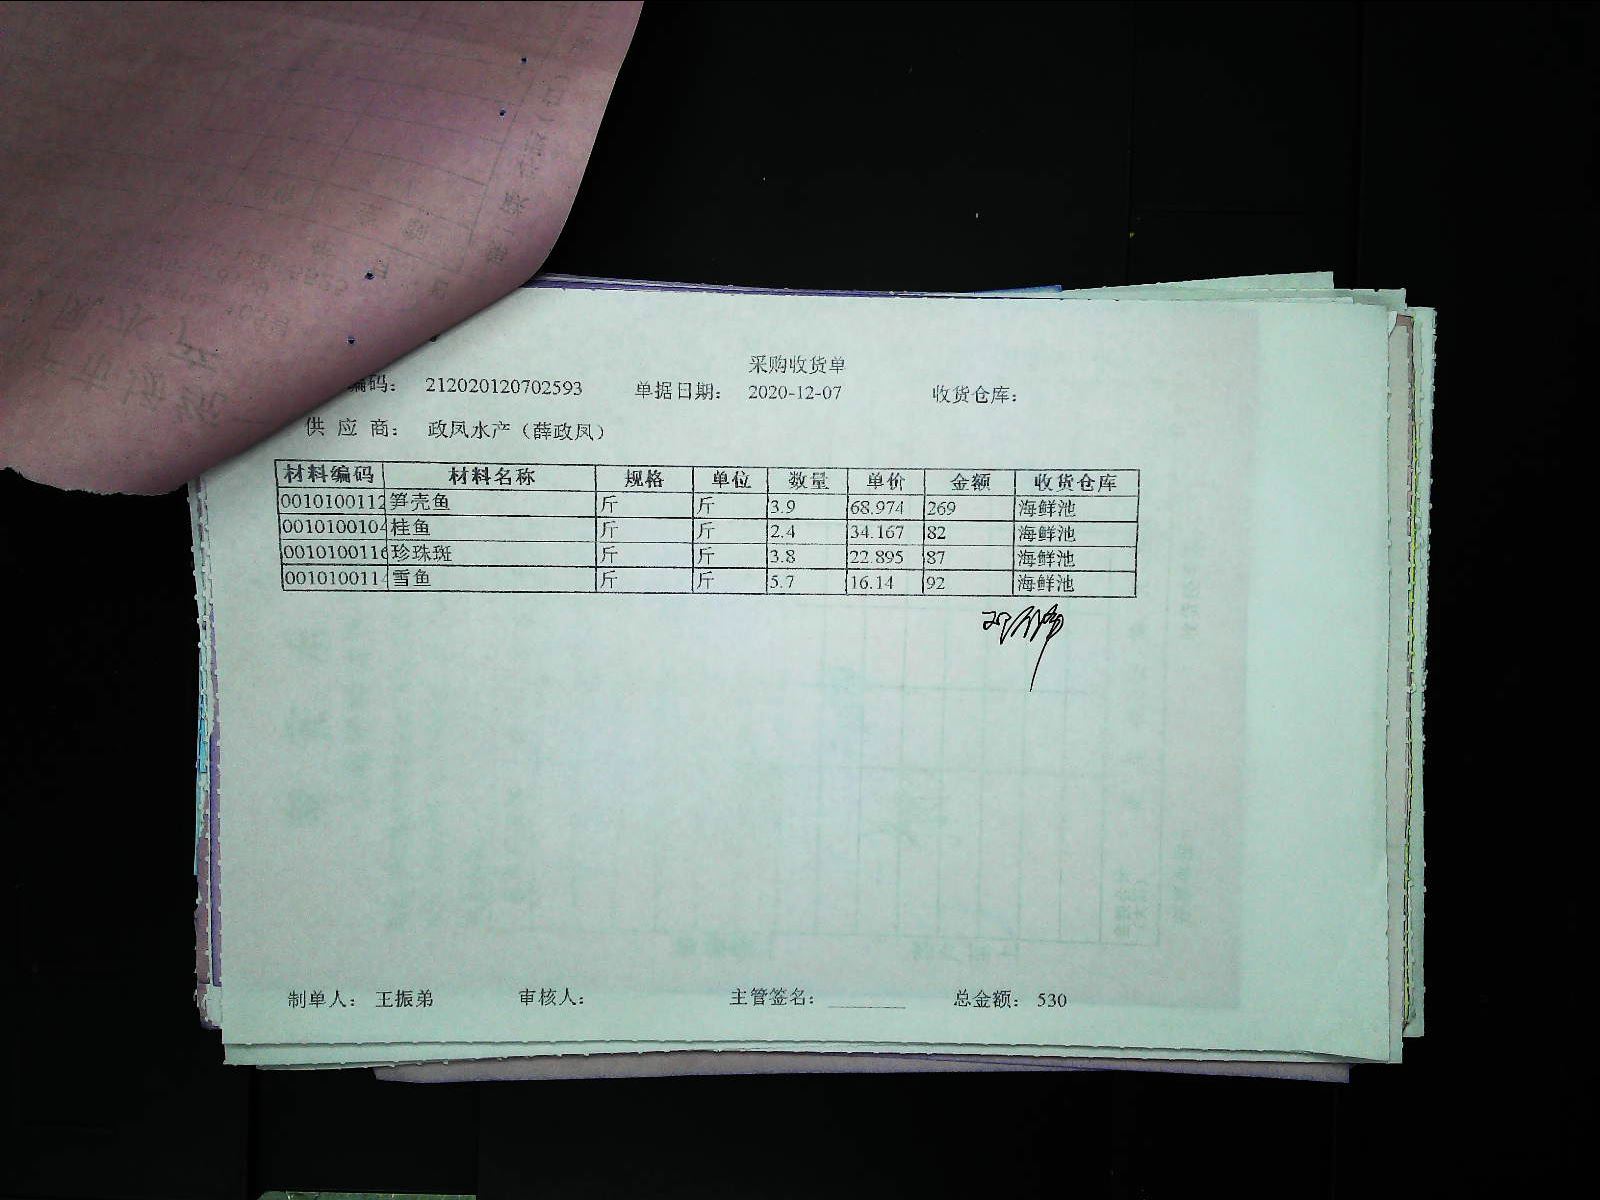 采购收货单
编码： 212020120702593 单据日期： 2020-12-07 收货仓库：
供 应 商： 政凤水产（薛政凤）
材料编码 材料名称 规格 单位 数量 单价 金额 收货仓库
0010100112 笋壳鱼 斤 斤 3.9 68.974 269 海鲜池
0010100104 桂鱼 斤 斤 2.4 34.167 82 海鲜池
0010100116 珍珠斑 斤 斤 3.8 22.895 87 海鲜池
0010100114 雪鱼 斤 斤 5.7 16.14 92 海鲜池
制单人： 王振弟 审核人： 主管签名： 总金额： 530